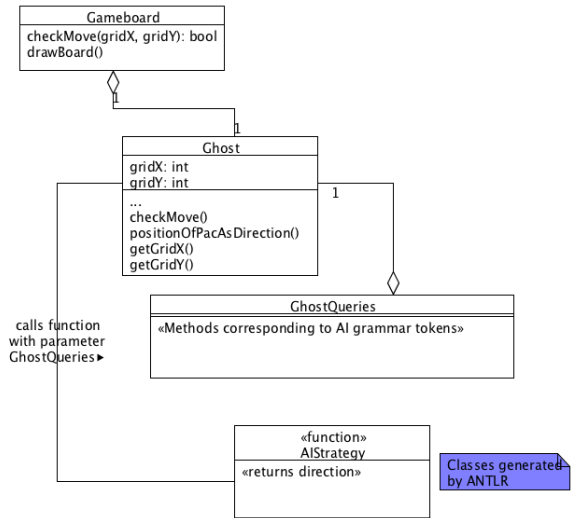 Gameboard
checkMove(gridX, gridY): bool
drawBoard()
1
1
Ghost
gridX: int
gridY: int
...
checkMove()
positionOfPacAsDirection()
getGridX()
getGridY()
1
GhostQueries
«Methods corresponding to AI grammar tokens»
calls function
with parameter
GhostQueries▶
«function»
AIStrategy
«returns direction»
Classes generated
by ANTLR